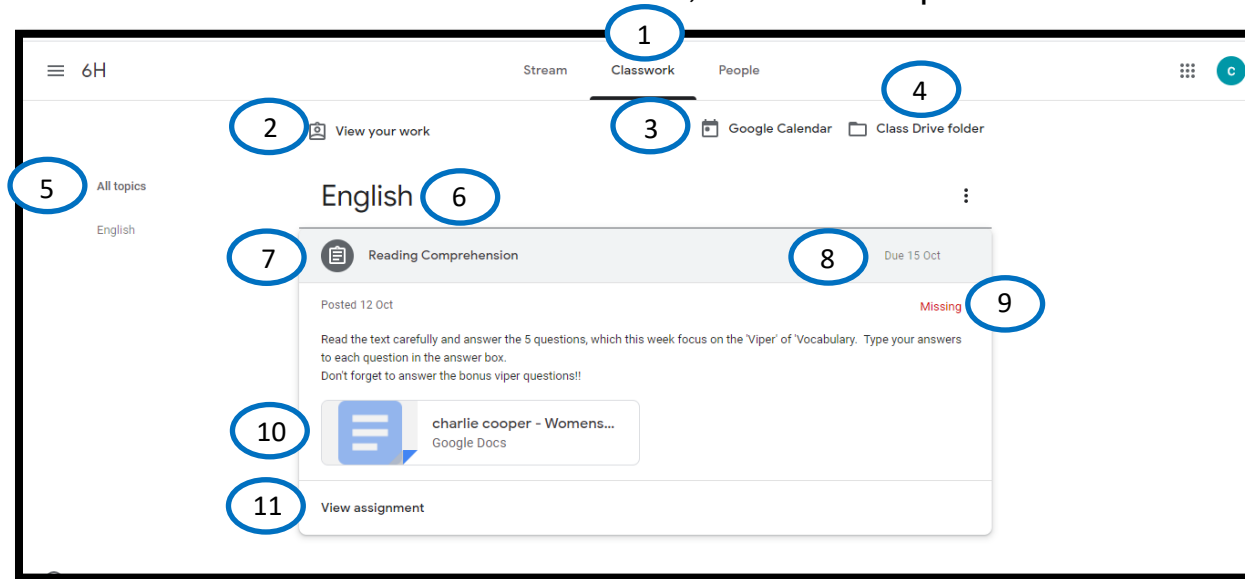 1
6H Stream Classwork People C
4
2 View your work 3 Google Calendar Class Drive folder
5 All topics English 6
English
7 Reading Comprehension 8 Due 15 Oct
Posted 12 Oct Missing 9
Read the text carefully and answer the 5 questions, which this week focus on the 'Viper' of 'Vocabulary. Type your answers
to each question in the answer box.
Don't forget to answer the bonus viper questions!!
10 charlie cooper - Womens...
Google Docs
11 View assignment